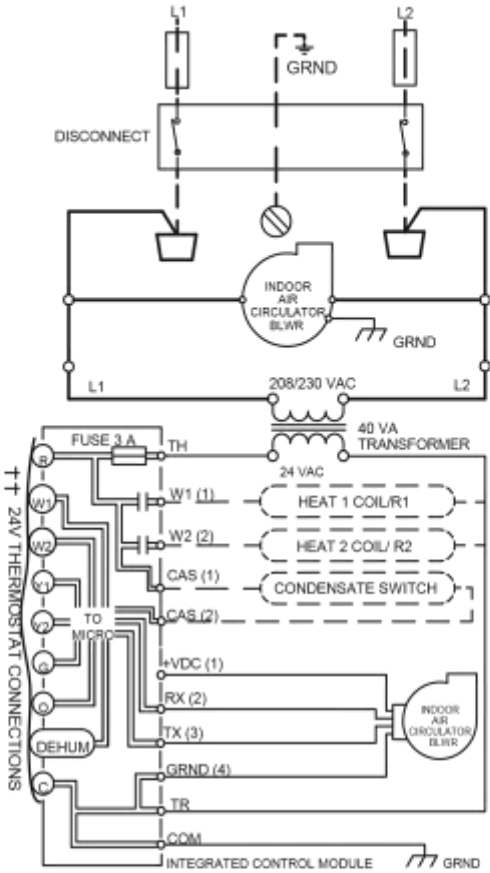 L1
L2
GRND
DISCONNECT
INDOOR
AIR
CIRCULATOR
BLWR
GRND
L1
208/230 VAC
L2
FUSE 3 A
TH
40 VA
TRANSFORMER
24 VAC
R
W1
W1 (1)
HEAT 1 COIL/R1
W2
W2 (2)
HEAT 2 COIL/ R2
CAS (1)
CONDENSATE SWITCH
Y1
CAS (2)
Y2
TO
MICRO
G
+VDC (1)
O
RX (2)
INDOOR
AIR
CIRCULATOR
BLWR
TX (3)
DEHUM
GRND (4)
C
TR
COM
INTEGRATED CONTROL MODULE
GRND
†† 24V THERMOSTAT CONNECTIONS